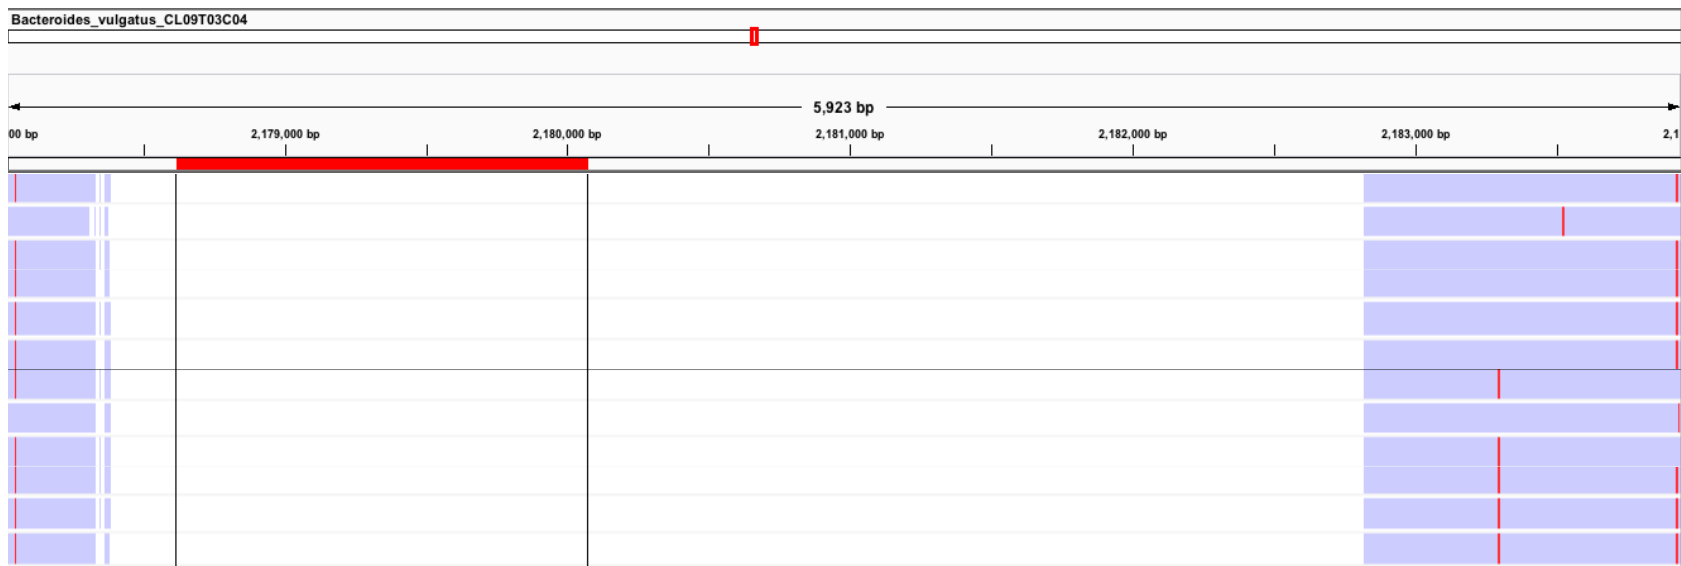 Bacteroides_vulgatus_CL09T03C04
5,923 bp
00 bp 2,179,000 bp 2,180,000 bp 2,181,000 bp 2,182,000 bp 2,183,000 bp 2,1